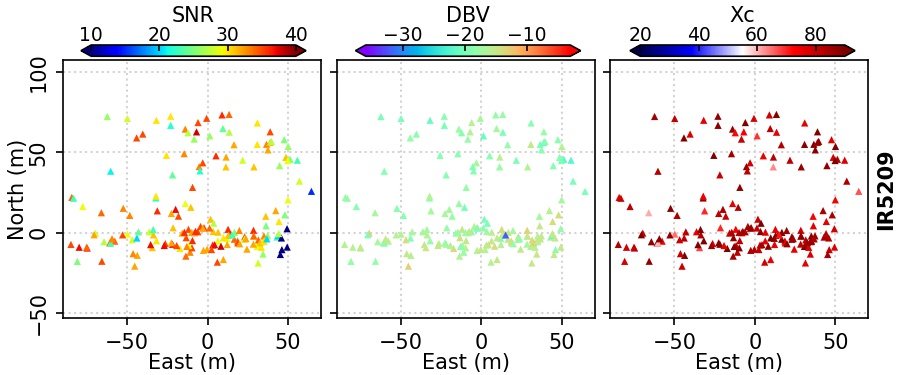 SNR DBV Xc
10 20 30 40 −30 −20 −10 20 40 60 80
100
50
0
−50
North (m)
IR5209
−50 0 50 −50 0 50 −50 0 50
East (m) East (m) East (m)